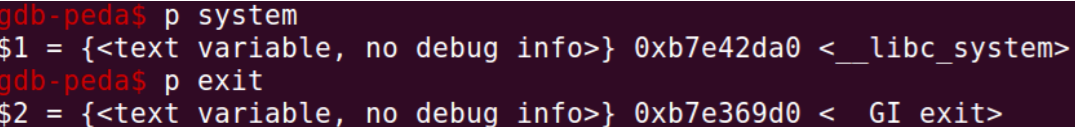 gdb-peda$ p system
$1 = {<text variable, no debug info>} 0xb7e42da0 <__libc_system>
gdb-peda$ p exit
$2 = {<text variable, no debug info>} 0xb7e369d0 <__GI_exit>